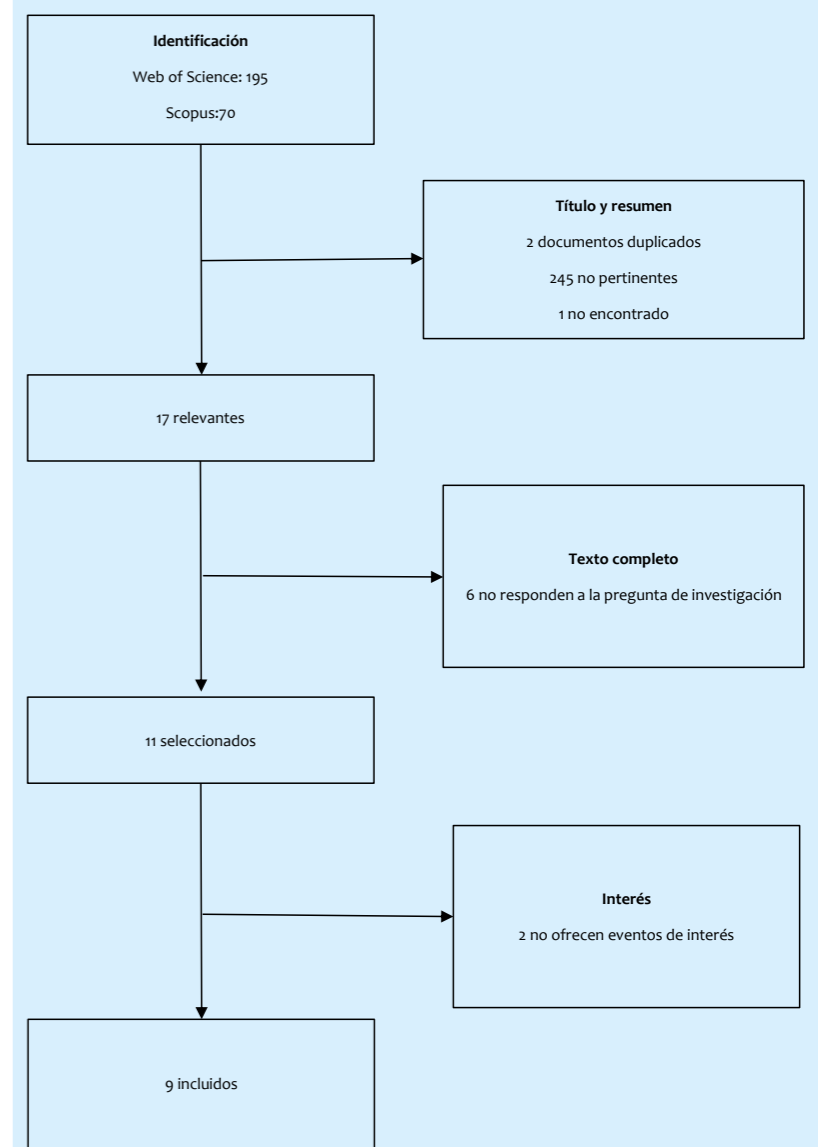 Identificación
Web of Science: 195
Scopus:70
Título y resumen
2 documentos duplicados
245 no pertinentes
1 no encontrado
17 relevantes
Texto completo
6 no responden a la pregunta de investigación
11 seleccionados
Interés
2 no ofrecen eventos de interés
9 incluidos